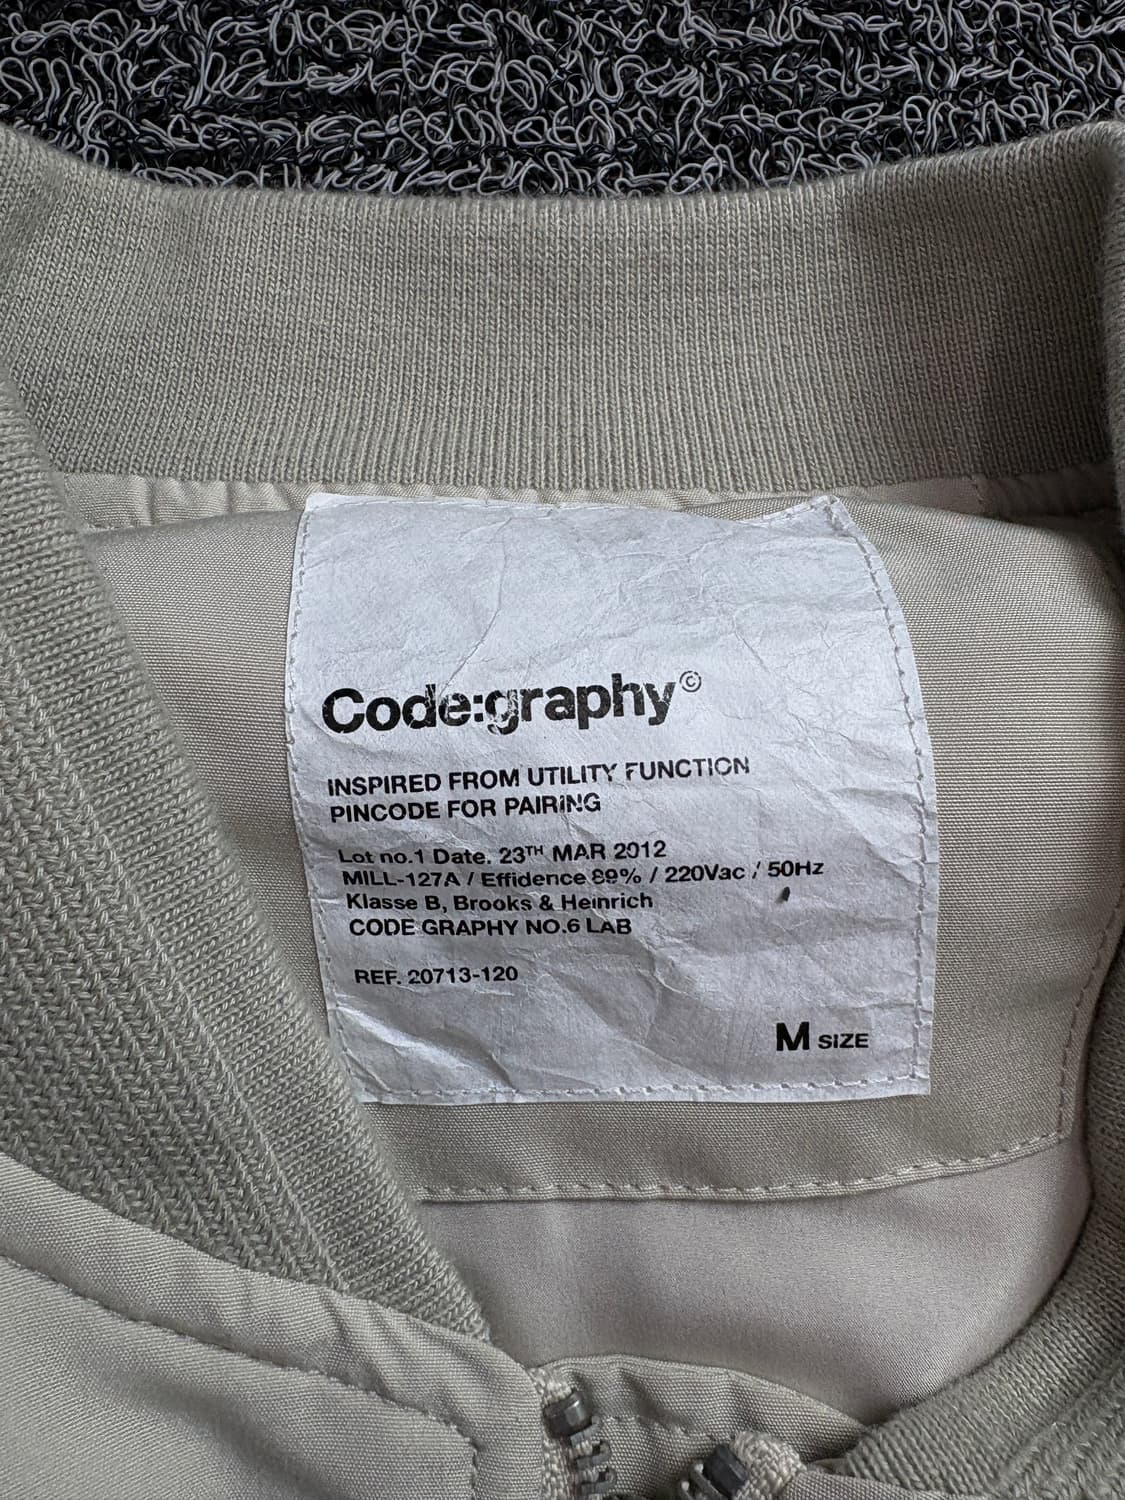 Code:graphy©
INSPIRED FROM UTILITY FUNCTION
PINCODE FOR PAIRING
Lot no.1 Date. 23TH MAR 2012
MILL-127A / Effidence 89% / 220Vac / 50Hz
Klasse B, Brooks & Heinrich
CODE GRAPHY NO.6 LAB
REF. 20713-120
M SIZE